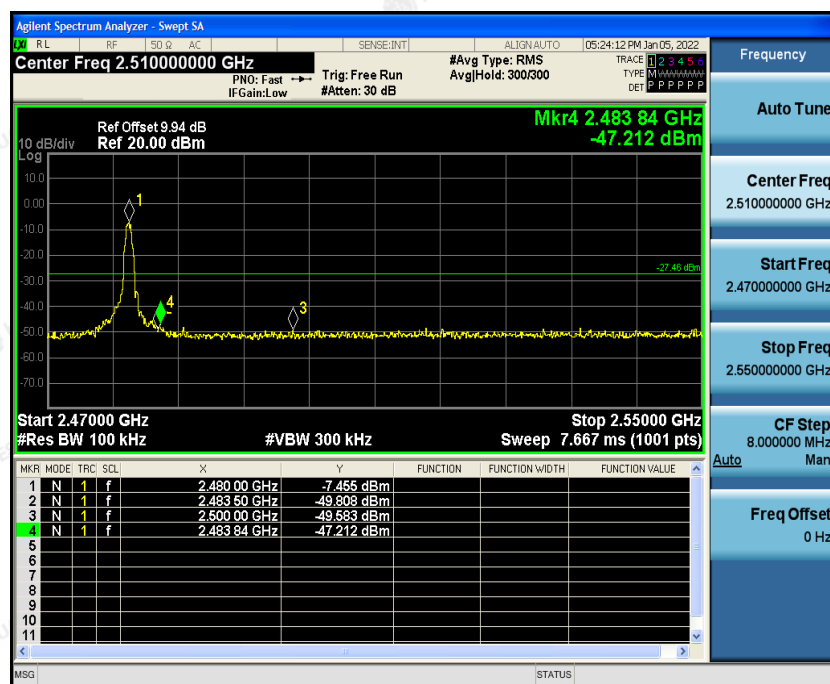 Agilent Spectrum Analyzer - Swept SA
LXI RL RF 50 Ω AC SENSE:INT ALIGN AUTO 05:24:12 PM Jan 05, 2022
Center Freq 2.510000000 GHz
PNO: Fast
IFGain:Low
Trig: Free Run
#Atten: 30 dB
#Avg Type: RMS
Avg|Hold: 300/300
TRACE 1 2 3 4 5 6
TYPE M
DET P P P P P P
Ref Offset 9.94 dB
10 dB/div Ref 20.00 dBm
Log
Mkr4 2.483 84 GHz
-47.212 dBm
10.0
0.00
-10.0
-20.0
-30.0
-40.0
-50.0
-60.0
-70.0
1
4
3
-27.46 dBm
Start 2.47000 GHz Stop 2.55000 GHz
#Res BW 100 kHz #VBW 300 kHz Sweep 7.667 ms (1001 pts)
MKR MODE TRC SCL X Y FUNCTION FUNCTION WIDTH FUNCTION VALUE
1 N 1 f 2.480 00 GHz -7.455 dBm
2 N 1 f 2.483 50 GHz -49.808 dBm
3 N 1 f 2.500 00 GHz -49.583 dBm
4 N 1 f 2.483 84 GHz -47.212 dBm
5
6
7
8
9
10
11
MSG STATUS
Frequency
Auto Tune
Center Freq
2.510000000 GHz
Start Freq
2.470000000 GHz
Stop Freq
2.550000000 GHz
CF Step
8.000000 MHz
Auto Man
Freq Offset
0 Hz